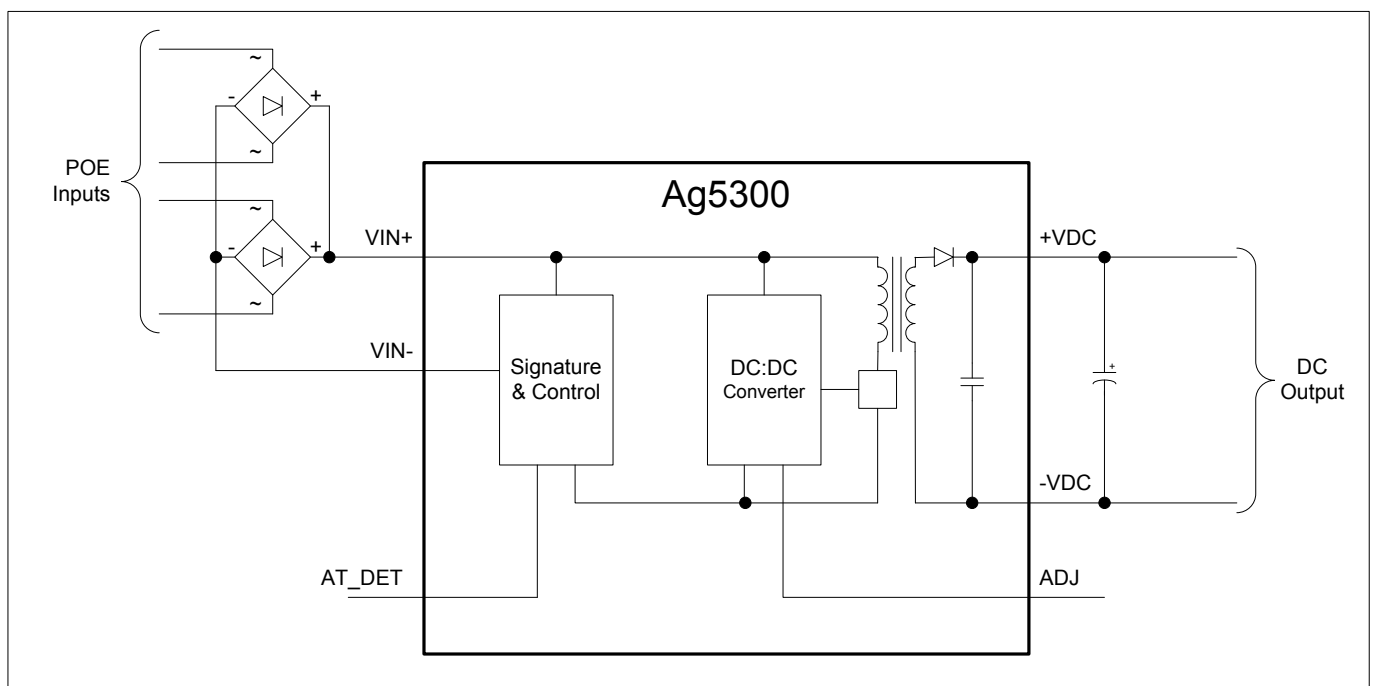 ~
- +
~
POE
Inputs
~
- +
~
Ag5300
VIN+
+VDC
VIN-
Signature
& Control
DC:DC
Converter
+
DC
Output
-VDC
AT_DET
ADJ